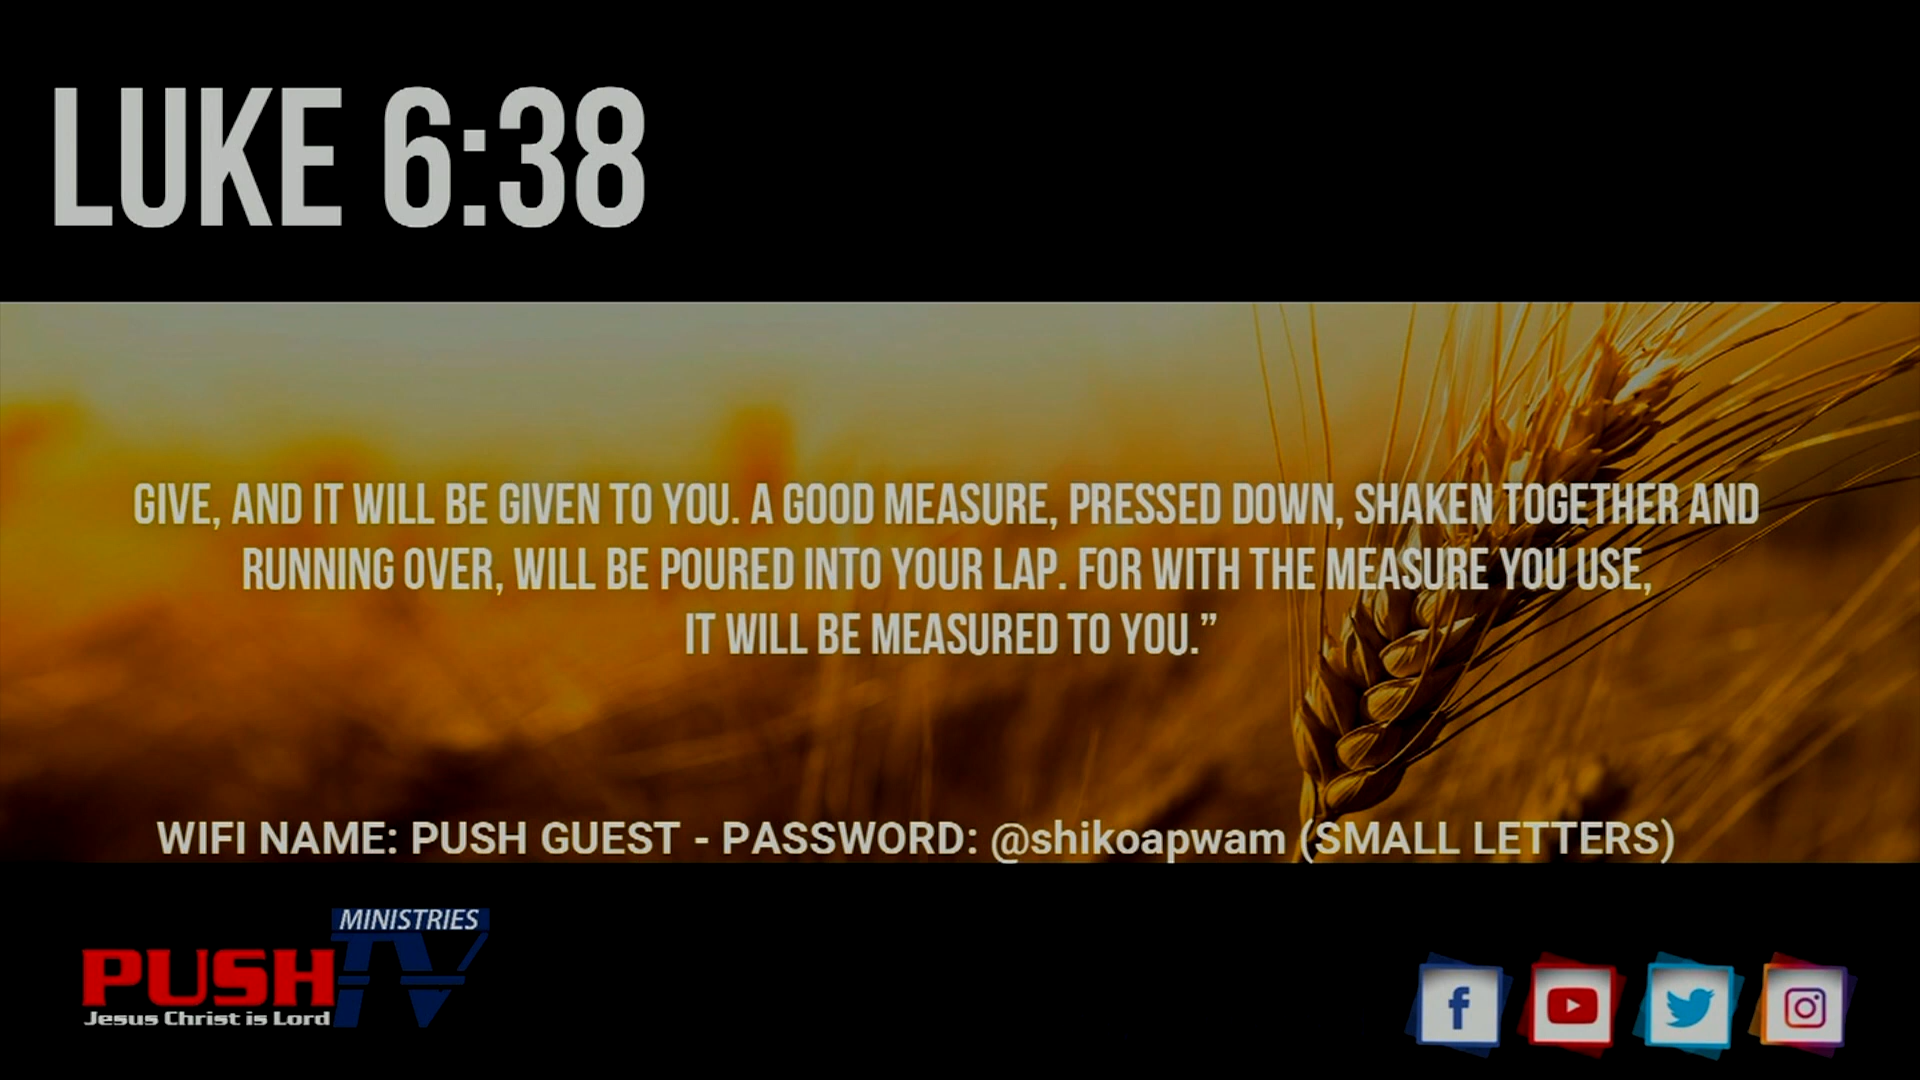 LUKE 6:38
GIVE, AND IT WILL BE GIVEN TO YOU. A GOOD MEASURE, PRESSED DOWN, SHAKEN TOGETHER AND
RUNNING OVER, WILL BE POURED INTO YOUR LAP. FOR WITH THE MEASURE YOU USE,
IT WILL BE MEASURED TO YOU.”
WIFI NAME: PUSH GUEST - PASSWORD: @shikoapwam (SMALL LETTERS)
MINISTRIES
PUSH TV
Jesus Christ is Lord